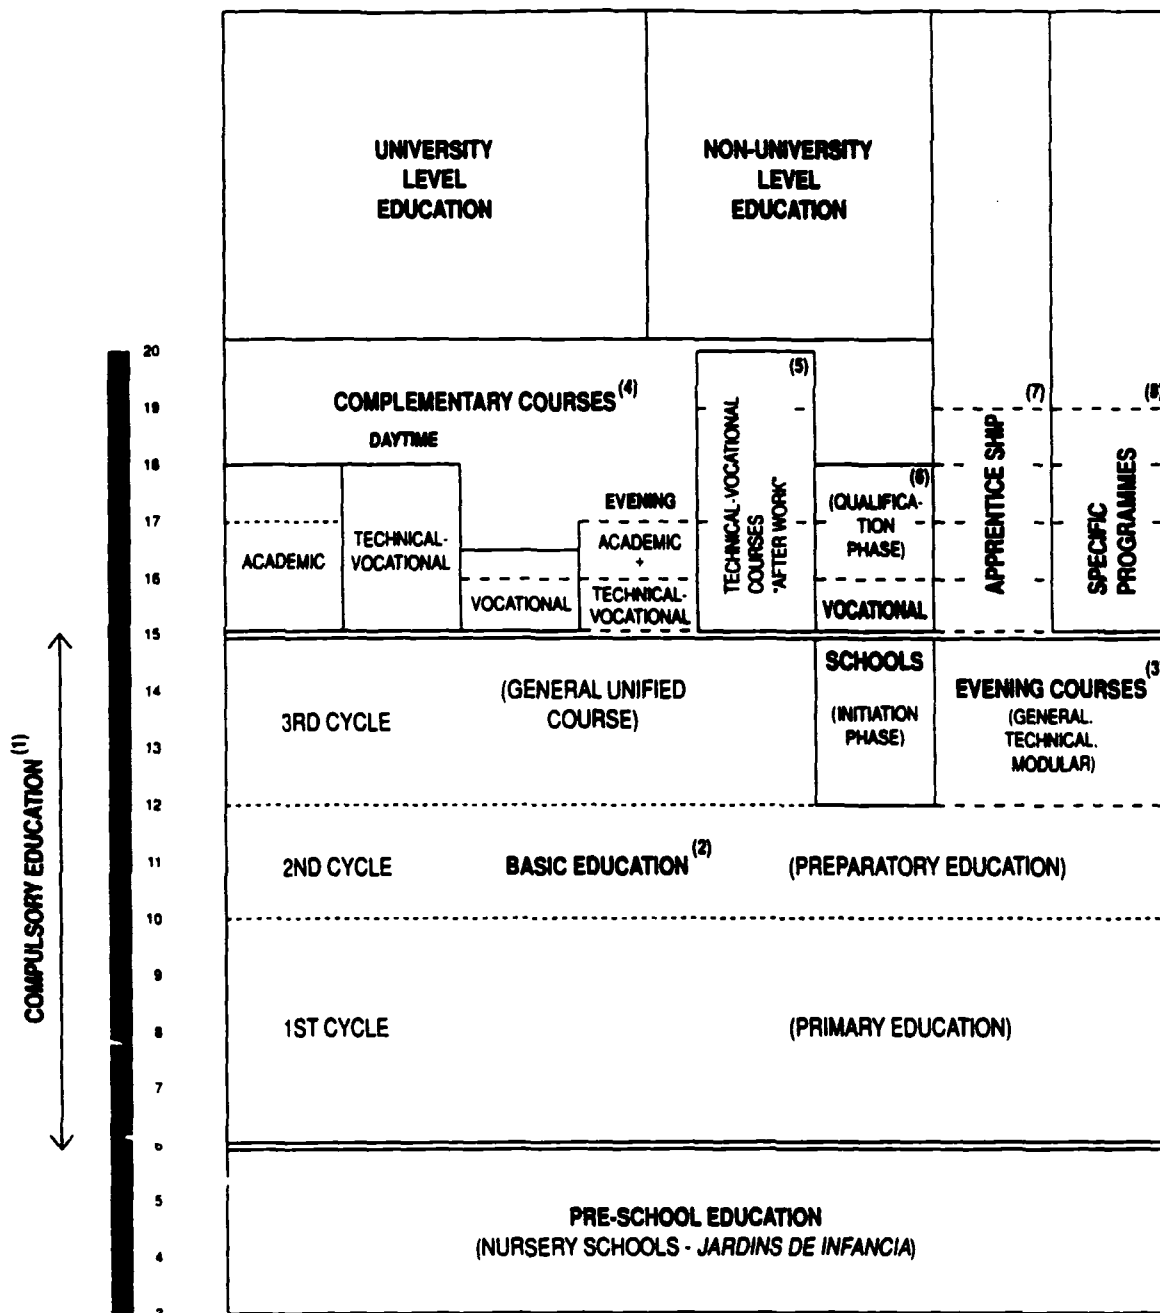 UNIVERSITY
LEVEL
EDUCATION
NON-UNIVERSITY
LEVEL
EDUCATION
20
19
18
17
16
15
14
13
12
11
10
9
8
7
6
5
4
3
COMPLEMENTARY COURSES (4)
DAYTIME
ACADEMIC
TECHNICAL-
VOCATIONAL
VOCATIONAL
EVENING
ACADEMIC
+
TECHNICAL-
VOCATIONAL
(5)
TECHNICAL-VOCATIONAL
COURSES
"AFTER WORK"
(6)
(QUALIFICA-
TION
PHASE)
VOCATIONAL
SCHOOLS
(INITIATION
PHASE)
(7)
APPRENTICE SHIP
(8)
SPECIFIC
PROGRAMMES
COMPULSORY EDUCATION (1)
3RD CYCLE
(GENERAL UNIFIED
COURSE)
EVENING COURSES (3)
(GENERAL.
TECHNICAL.
MODULAR)
2ND CYCLE
BASIC EDUCATION (2)
(PREPARATORY EDUCATION)
1ST CYCLE
(PRIMARY EDUCATION)
PRE-SCHOOL EDUCATION
(NURSERY SCHOOLS - JARDINS DE INFANCIA)